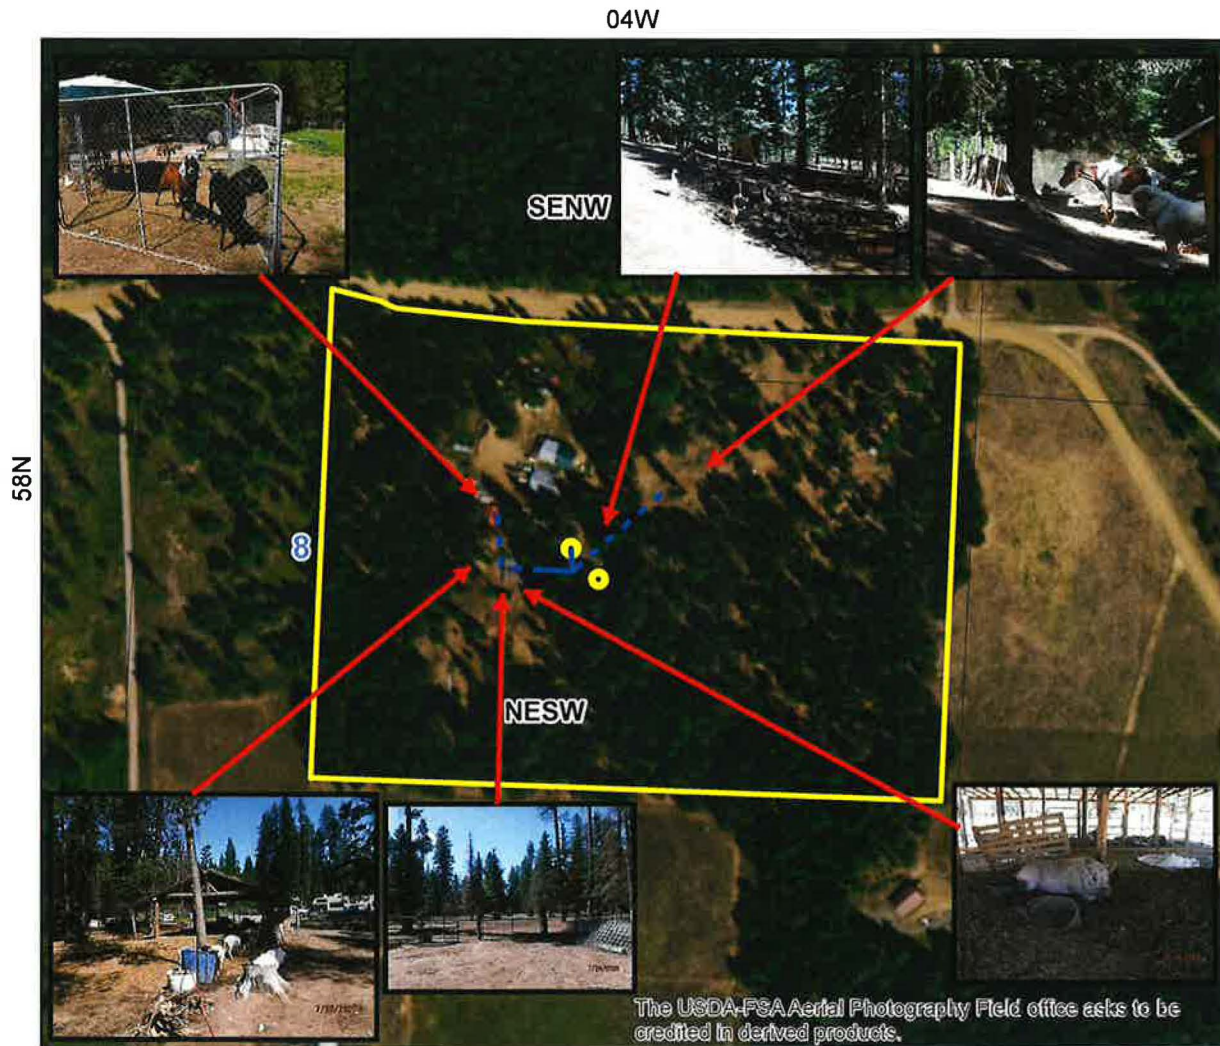 04W
SENW
58N
8
NESW
The USDA-FSA Aerial Photography Field office asks to be
credited in derived products.